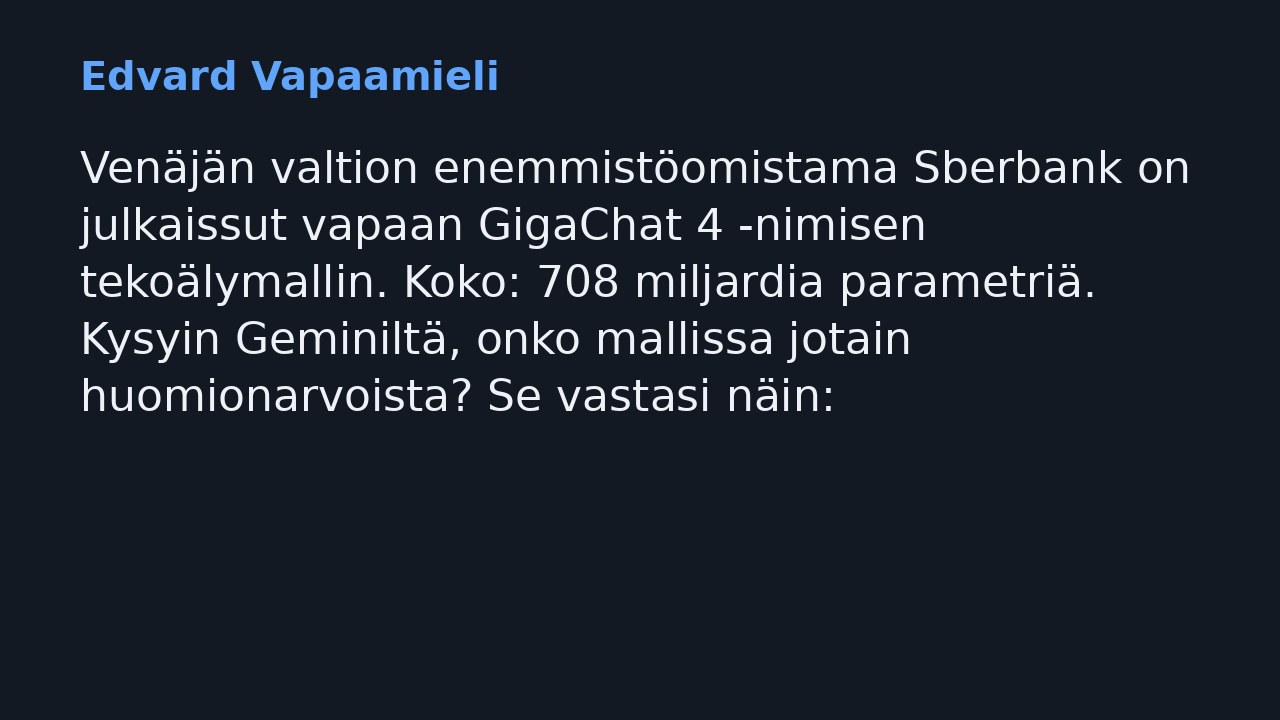 Edvard Vapaamieli
Venäjän valtion enemmistöomistama Sberbank on
julkaissut vapaan GigaChat 4 -nimisen
tekoälymallin. Koko: 708 miljardia parametriä.
Kysyin Geminiltä, onko mallissa jotain
huomionarvoista? Se vastasi näin: